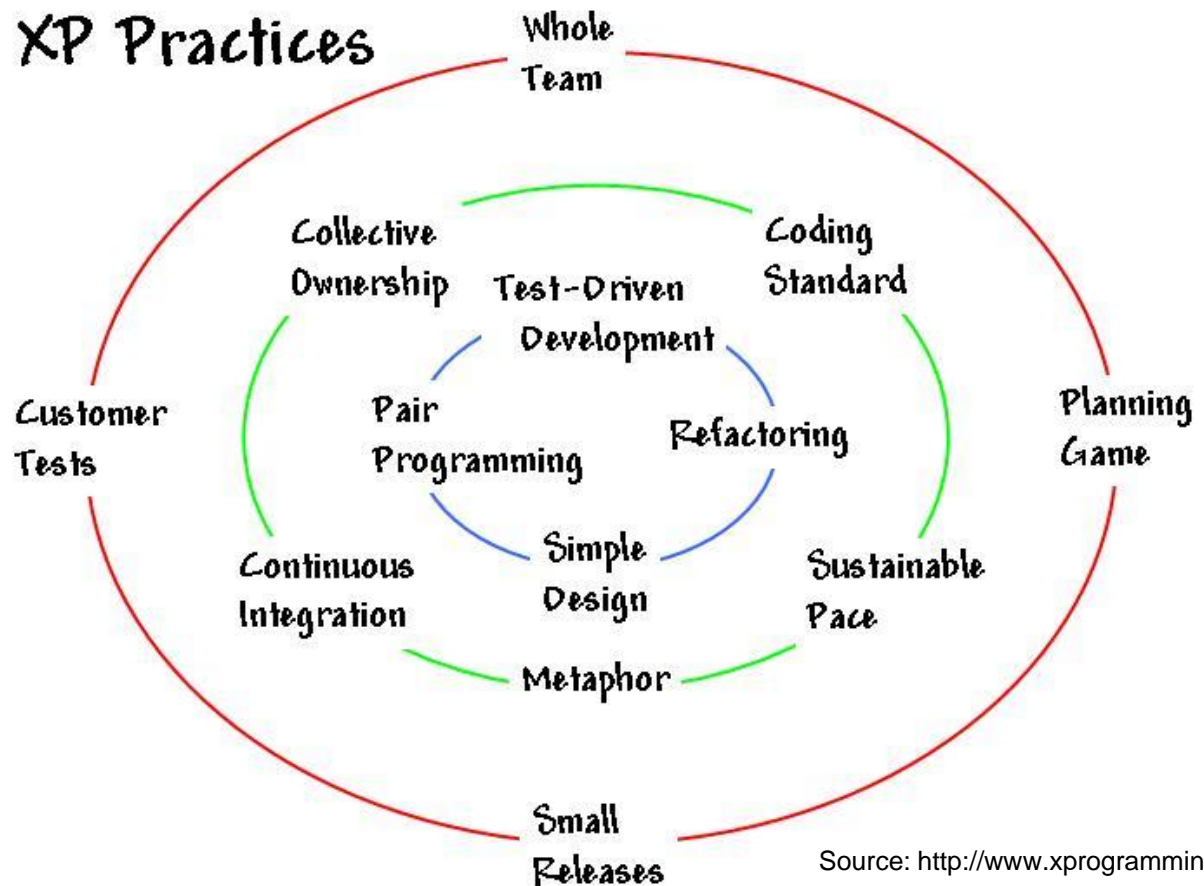 XP Practices
Whole
Team
Collective
Ownership
Coding
Standard
Test-Driven
Development
Customer
Tests
Pair
Programming
Refactoring
Planning
Game
Continuous
Integration
Simple
Design
Sustainable
Pace
Metaphor
Small
Releases
Source: http://www.xprogrammin